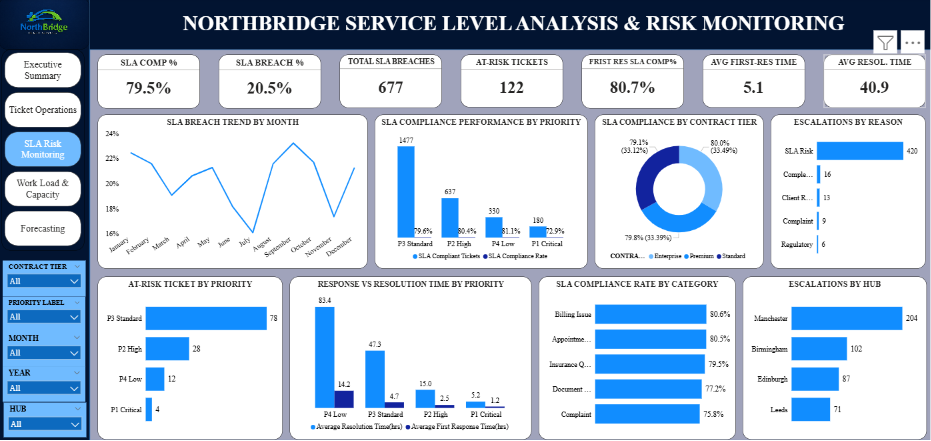 NorthBridge
NORTHBRIDGE SERVICE LEVEL ANALYSIS & RISK MONITORING
Executive
Summary
Ticket Operations
SLA Risk
Monitoring
Work Load &
Capacity
Forecasting
CONTRACT TIER
All
PRIORITY LABEL
All
MONTH
All
YEAR
All
HUB
All
SLA COMP %
79.5%
SLA BREACH %
20.5%
TOTAL SLA BREACHES
677
AT-RISK TICKETS
122
FRIST RES SLA COMP%
80.7%
AVG FIRST-RES TIME
5.1
AVG RESOL. TIME
40.9
SLA BREACH TREND BY MONTH
24%
22%
20%
18%
16%
January
February
March
April
May
June
July
August
September
October
November
December
SLA COMPLIANCE PERFORMANCE BY PRIORITY
1477
637
330
180
79.6%
80.4%
81.1%
72.9%
P3 Standard
P2 High
P4 Low
P1 Critical
SLA Compliant Tickets
SLA Compliance Rate
SLA COMPLIANCE BY CONTRACT TIER
79.1%
(33.12%)
80.0%
(33.49%)
79.8% (33.39%)
CONTRA...
Enterprise
Premium
Standard
ESCALATIONS BY REASON
SLA Risk
420
Comple...
16
Client R...
13
Complaint
9
Regulatory
6
AT-RISK TICKET BY PRIORITY
P3 Standard
78
P2 High
28
P4 Low
12
P1 Critical
4
RESPONSE VS RESOLUTION TIME BY PRIORITY
83.4
14.2
47.3
4.7
15.0
2.5
5.2
1.2
P4 Low
P3 Standard
P2 High
P1 Critical
Average Resolution Time(hrs)
Average First Response Time(hrs)
SLA COMPLIANCE RATE BY CATEGORY
Billing Issue
80.6%
Appointme...
80.5%
Insurance Q...
79.5%
Document ...
77.2%
Complaint
75.8%
ESCALATIONS BY HUB
Manchester
204
Birmingham
102
Edinburgh
87
Leeds
71